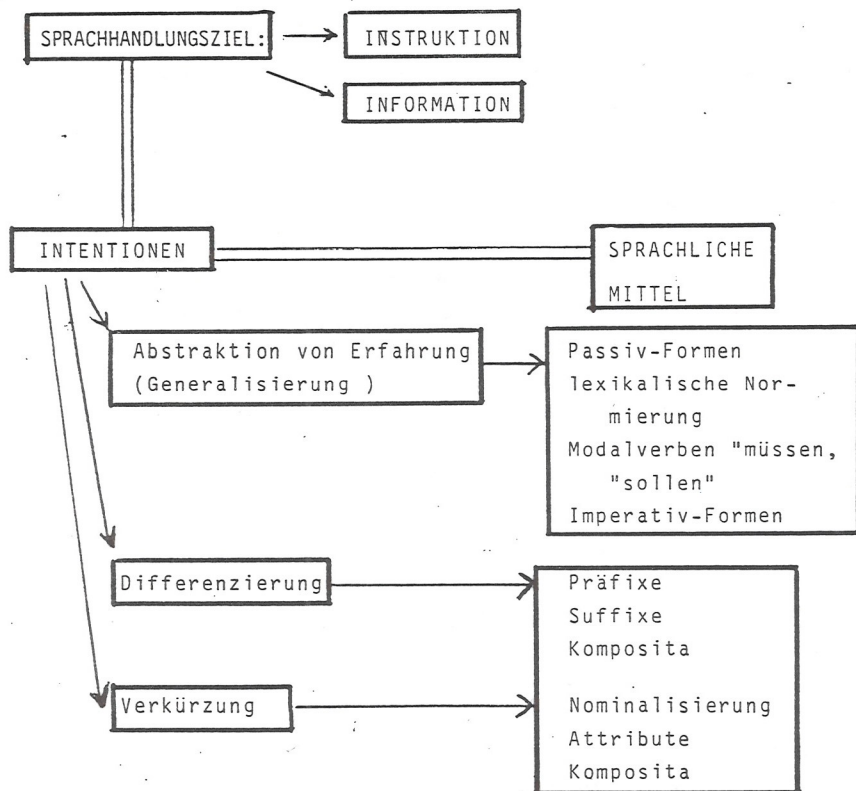 SPRACHHANDLUNGSZIEL:
INSTRUKTION
INFORMATION
INTENTIONEN
SPRACHLICHE
MITTEL
Abstraktion von Erfahrung
(Generalisierung )
Passiv-Formen
lexikalische Nor-
mierung
Modalverben "müssen,
"sollen"
Imperativ-Formen
Differenzierung
Präfixe
Suffixe
Komposita
Verkürzung
Nominalisierung
Attribute
Komposita